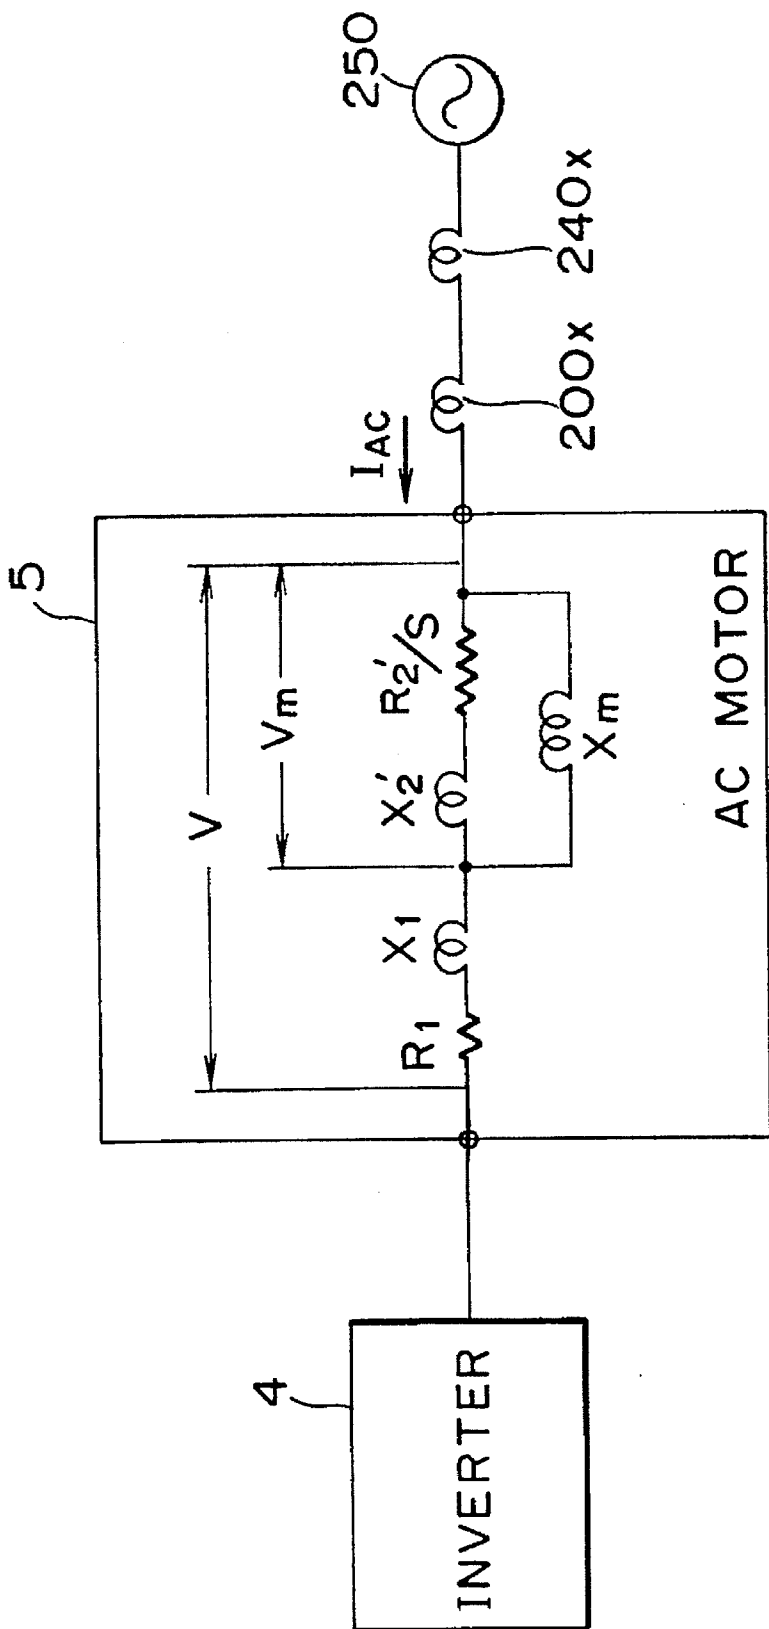 5
V
Vm
IAC
250
R1
X1
X2'
R2'/S
Xm
200X
240X
4
INVERTER
AC MOTOR